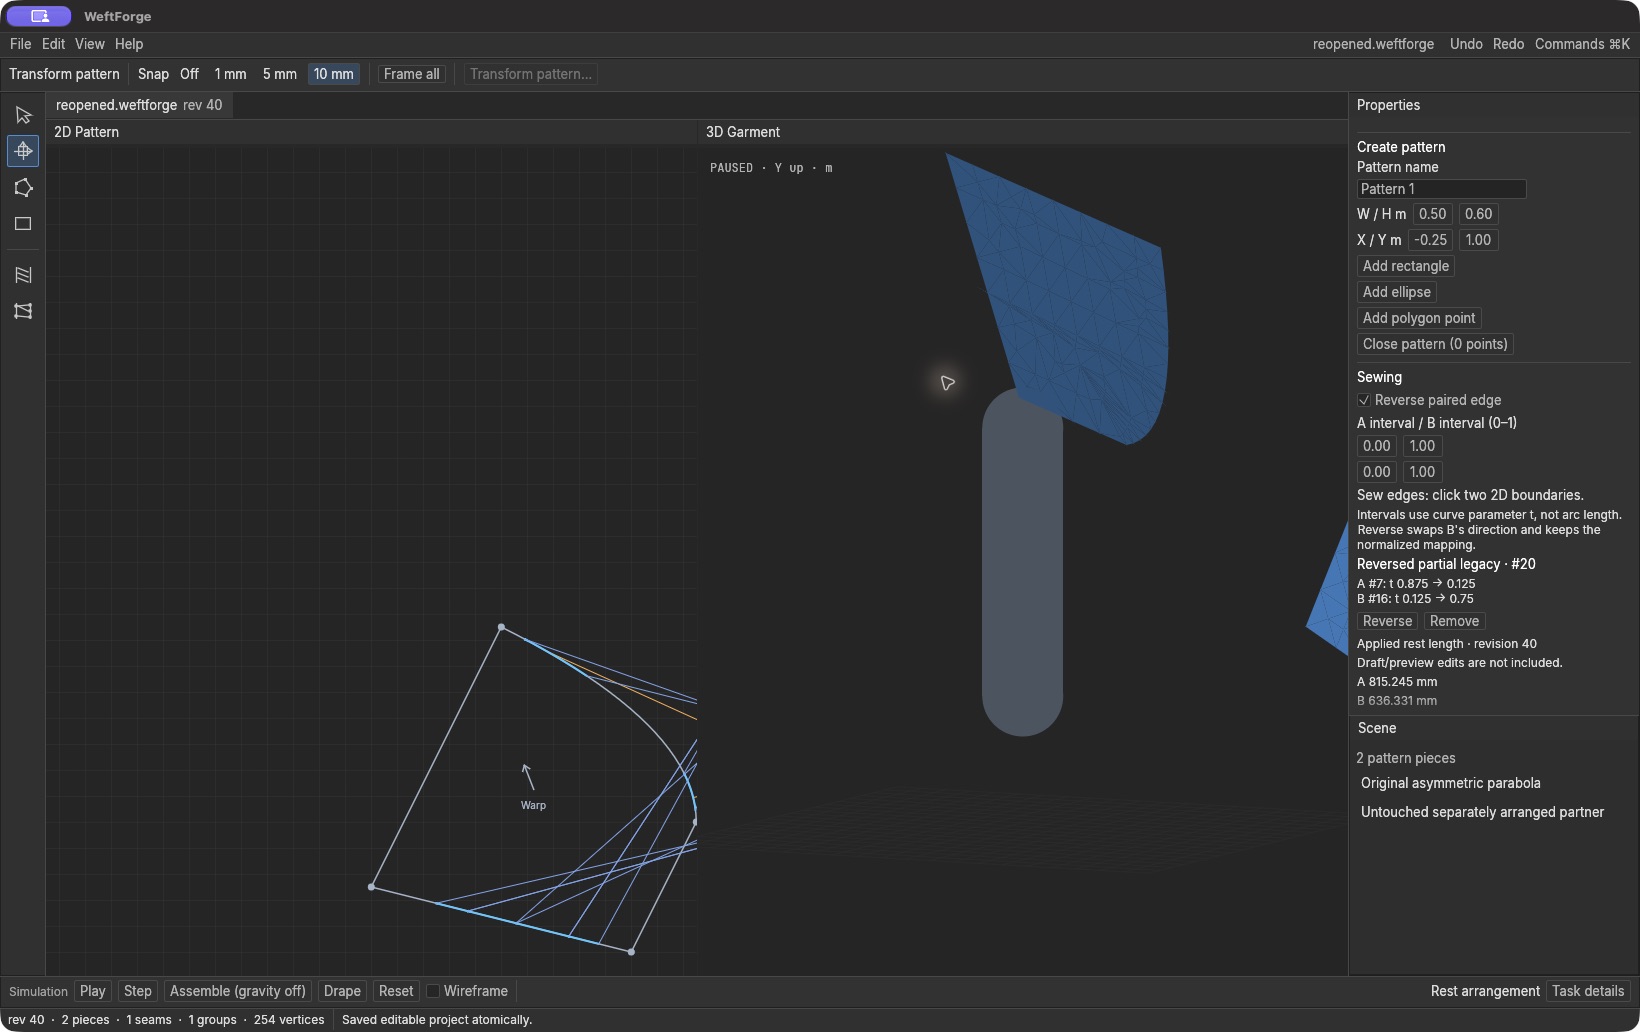 WeftForge
File Edit View Help
reopened.weftforge Undo Redo Commands ⌘K
Transform pattern Snap Off 1 mm 5 mm 10 mm Frame all Transform pattern...
reopened.weftforge rev 40
Properties
2D Pattern
3D Garment
PAUSED · Y up · m
Warp
Create pattern
Pattern name
Pattern 1
W / H m 0.50 0.60
X / Y m -0.25 1.00
Add rectangle
Add ellipse
Add polygon point
Close pattern (0 points)
Sewing
Reverse paired edge
A interval / B interval (0–1)
0.00 1.00
0.00 1.00
Sew edges: click two 2D boundaries.
Intervals use curve parameter t, not arc length.
Reverse swaps B's direction and keeps the
normalized mapping.
Reversed partial legacy · #20
A #7: t 0.875 → 0.125
B #16: t 0.125 → 0.75
Reverse Remove
Applied rest length · revision 40
Draft/preview edits are not included.
A 815.245 mm
B 636.331 mm
Scene
2 pattern pieces
Original asymmetric parabola
Untouched separately arranged partner
Simulation Play Step Assemble (gravity off) Drape Reset Wireframe
Rest arrangement Task details
rev 40 · 2 pieces · 1 seams · 1 groups · 254 vertices Saved editable project atomically.